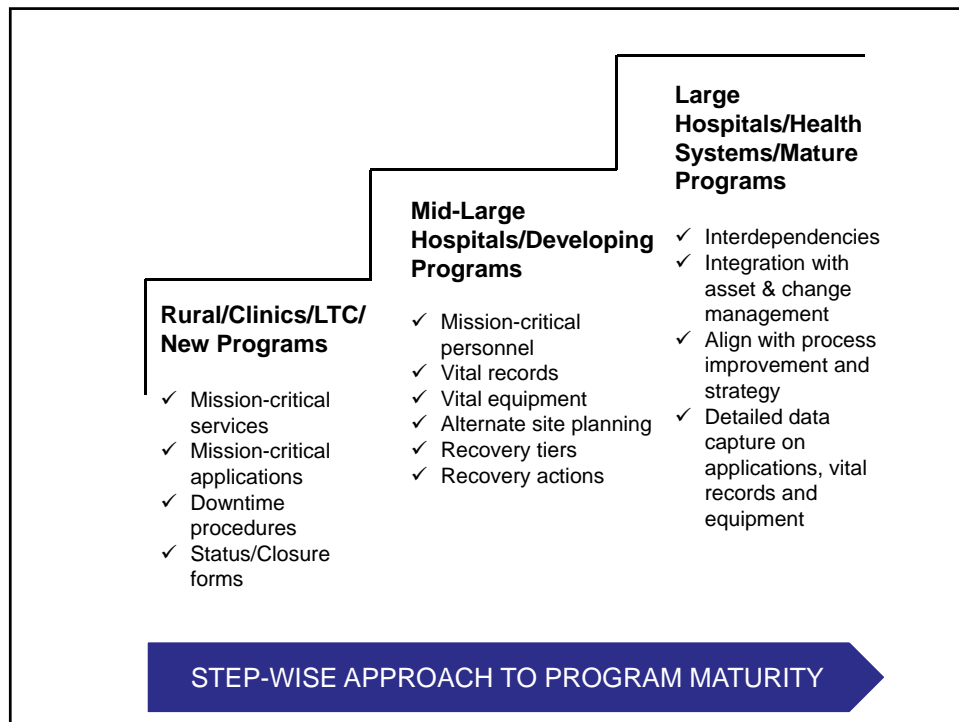 Rural/Clinics/LTC/
New Programs
✓ Mission-critical
services
✓ Mission-critical
applications
✓ Downtime
procedures
✓ Status/Closure
forms
Mid-Large
Hospitals/Developing
Programs
✓ Mission-critical
personnel
✓ Vital records
✓ Vital equipment
✓ Alternate site planning
✓ Recovery tiers
✓ Recovery actions
Large
Hospitals/Health
Systems/Mature
Programs
✓ Interdependencies
✓ Integration with
asset & change
management
✓ Align with process
improvement and
strategy
✓ Detailed data
capture on
applications, vital
records and
equipment
STEP-WISE APPROACH TO PROGRAM MATURITY